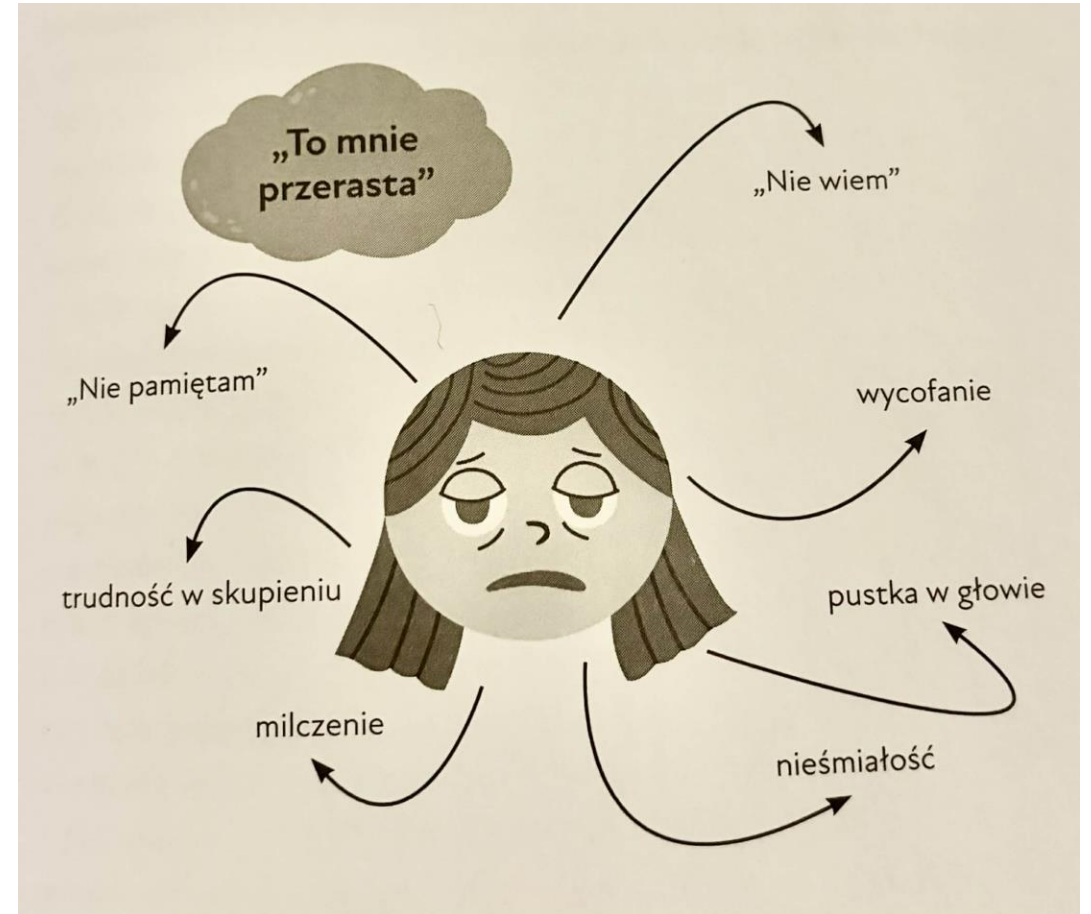 „To mnie
przerasta”
„Nie wiem”
„Nie pamiętam”
wycofanie
trudność w skupieniu
pustka w głowie
milczenie
nieśmiałość